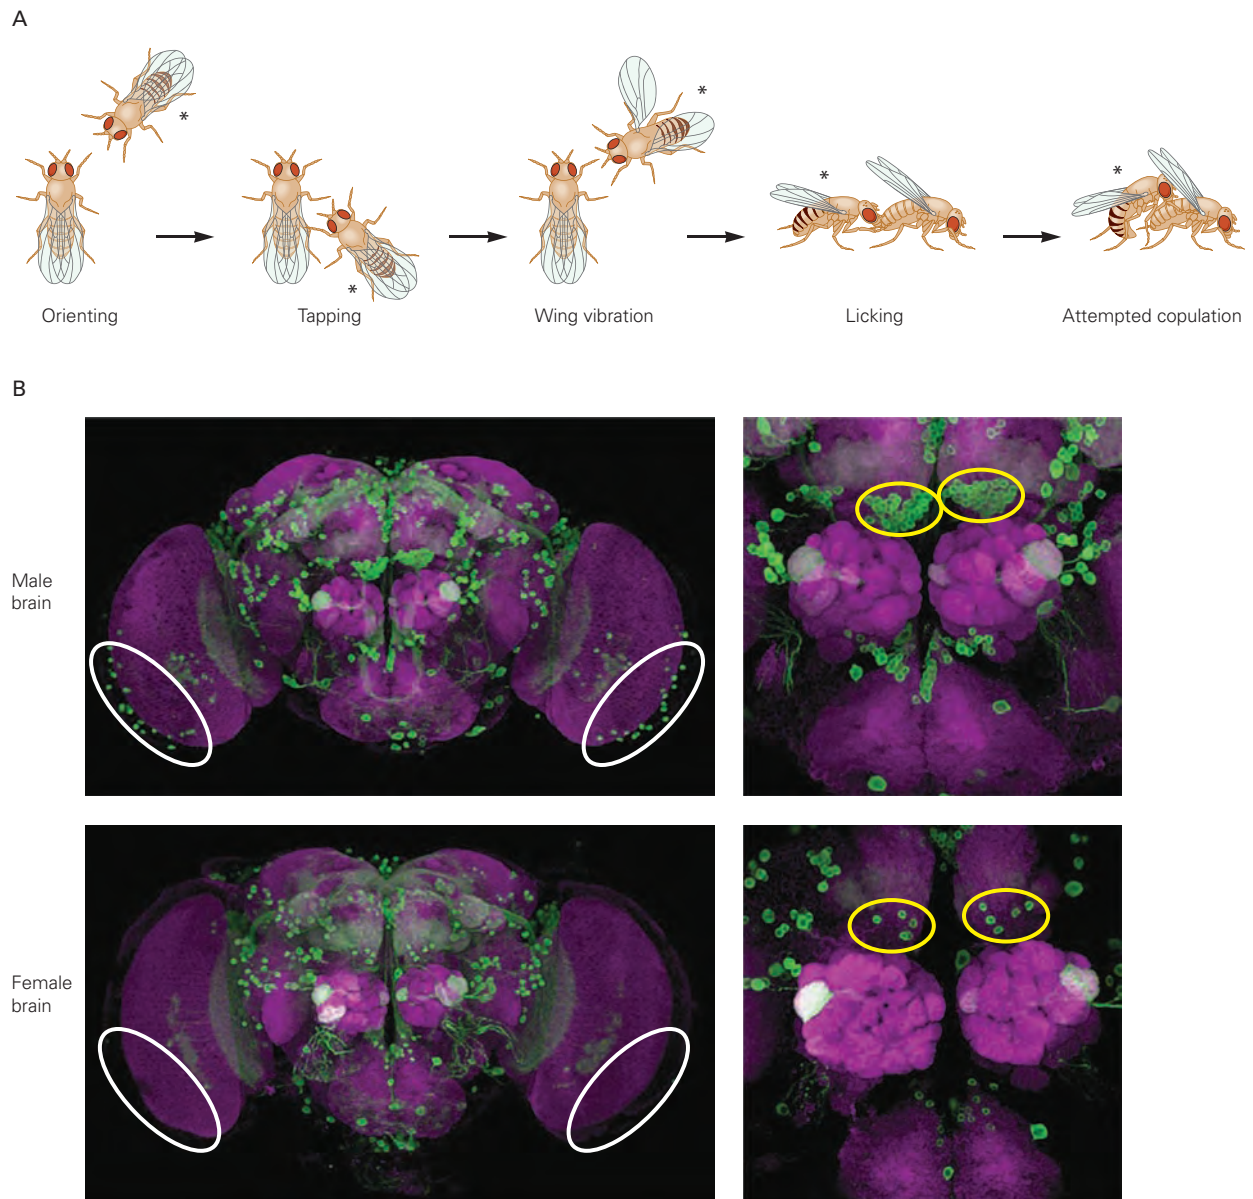 A
*
*
*
*
*
Orienting
Tapping
Wing vibration
Licking
Attempted copulation
B
Male
brain
Female
brain